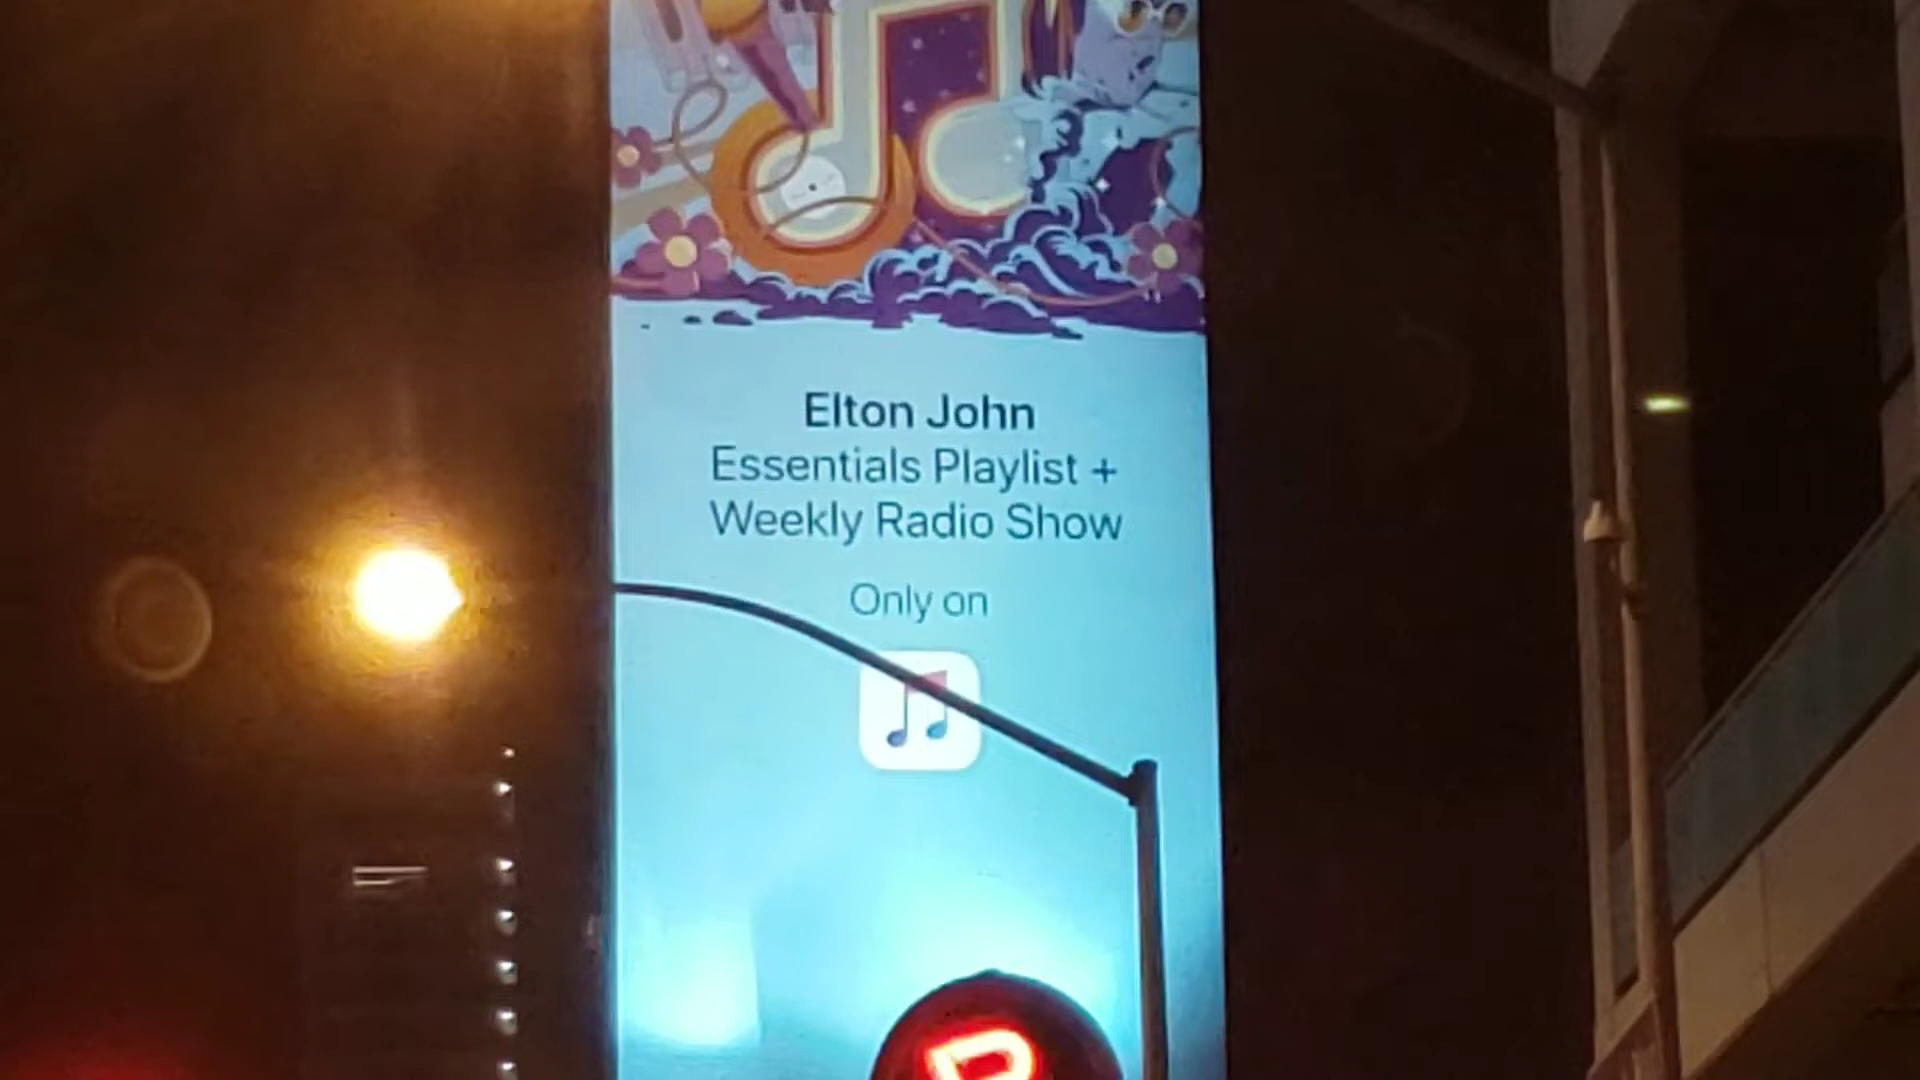 Elton John
Essentials Playlist +
Weekly Radio Show
Only on